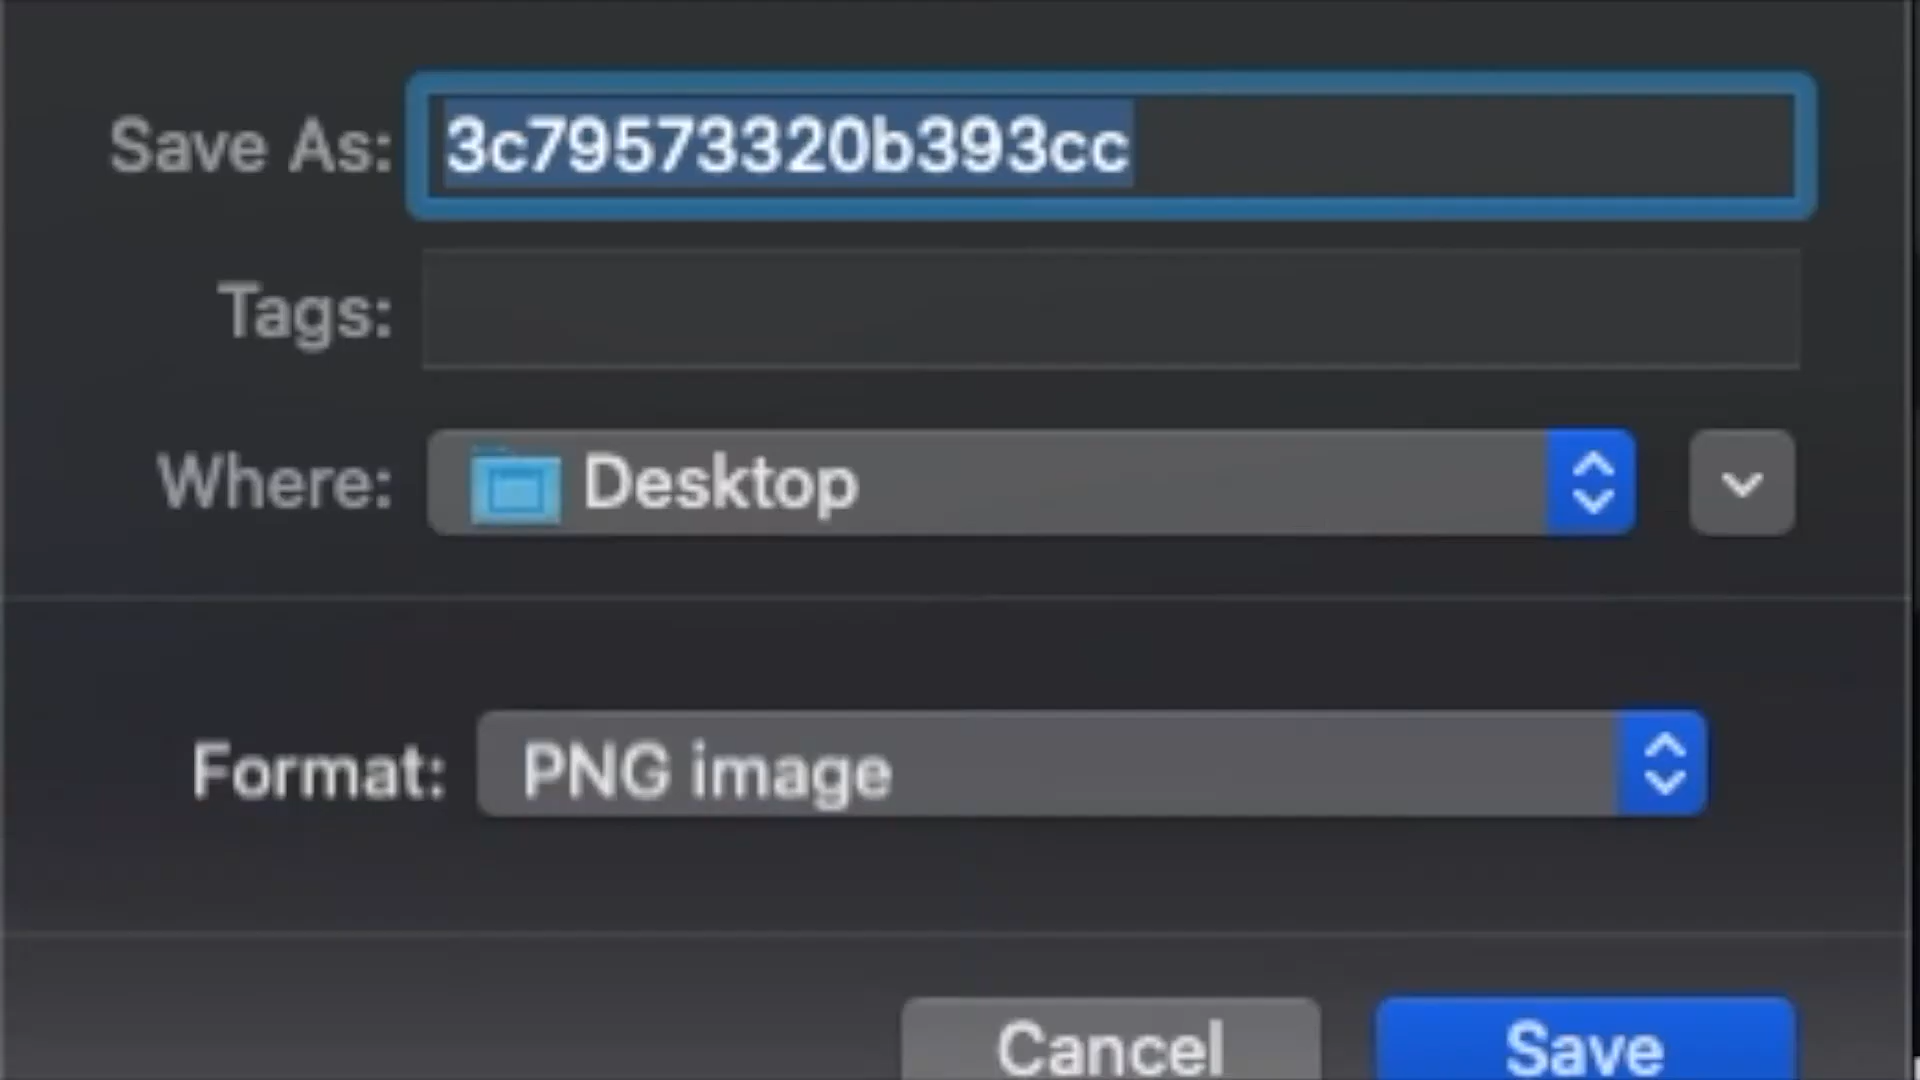 Save As: 3c79573320b393cc
Tags:
Where: Desktop
Format: PNG image
Cancel Save